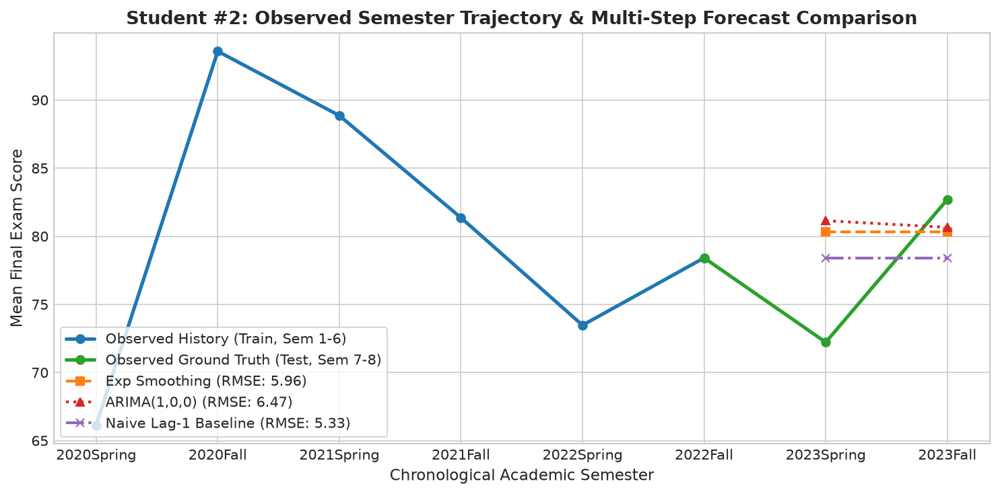 Student #2: Observed Semester Trajectory & Multi-Step Forecast Comparison
Mean Final Exam Score
90
85
80
75
70
65
Observed History (Train, Sem 1-6)
Observed Ground Truth (Test, Sem 7-8)
Exp Smoothing (RMSE: 5.96)
ARIMA(1,0,0) (RMSE: 6.47)
Naive Lag-1 Baseline (RMSE: 5.33)
2020Spring 2020Fall 2021Spring 2021Fall 2022Spring 2022Fall 2023Spring 2023Fall
Chronological Academic Semester